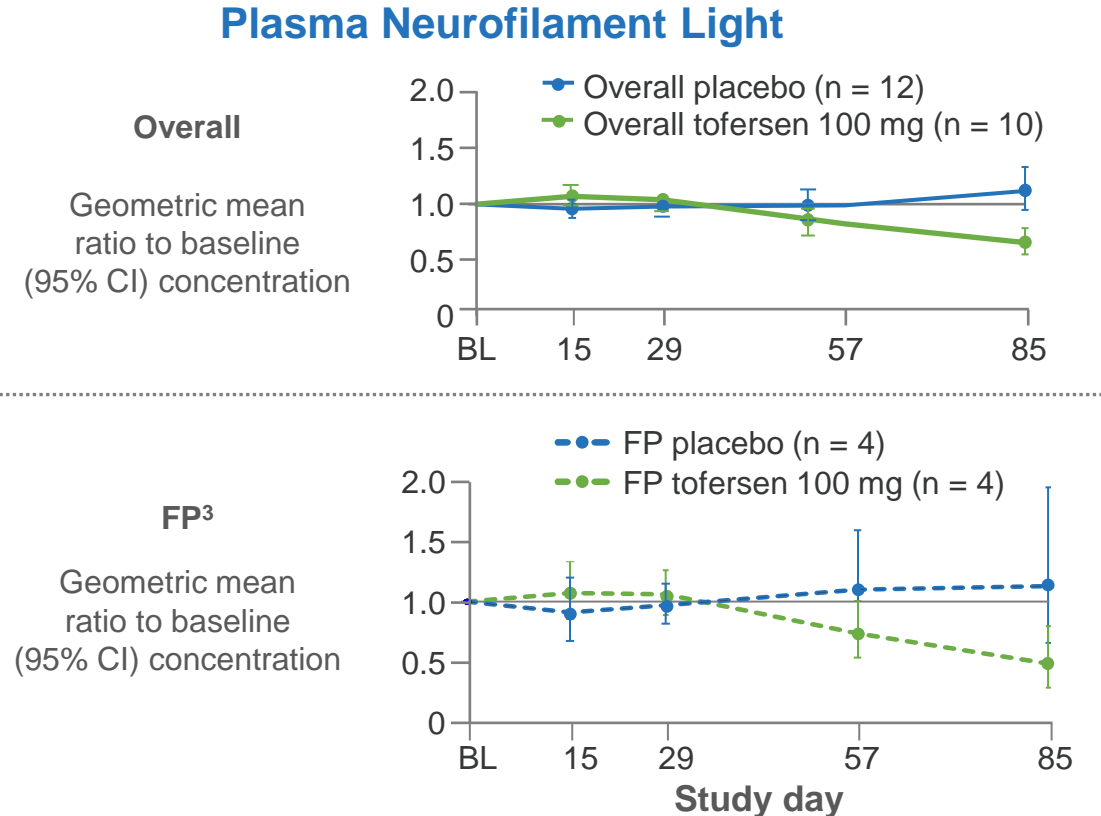 Plasma Neurofilament Light
Overall
Geometric mean
ratio to baseline
(95% CI) concentration
Overall placebo (n = 12)
Overall tofersen 100 mg (n = 10)
2.0
1.5
1.0
0.5
0
BL 15 29 57 85
FP³
Geometric mean
ratio to baseline
(95% CI) concentration
FP placebo (n = 4)
FP tofersen 100 mg (n = 4)
2.0
1.5
1.0
0.5
0
BL 15 29 57 85
Study day